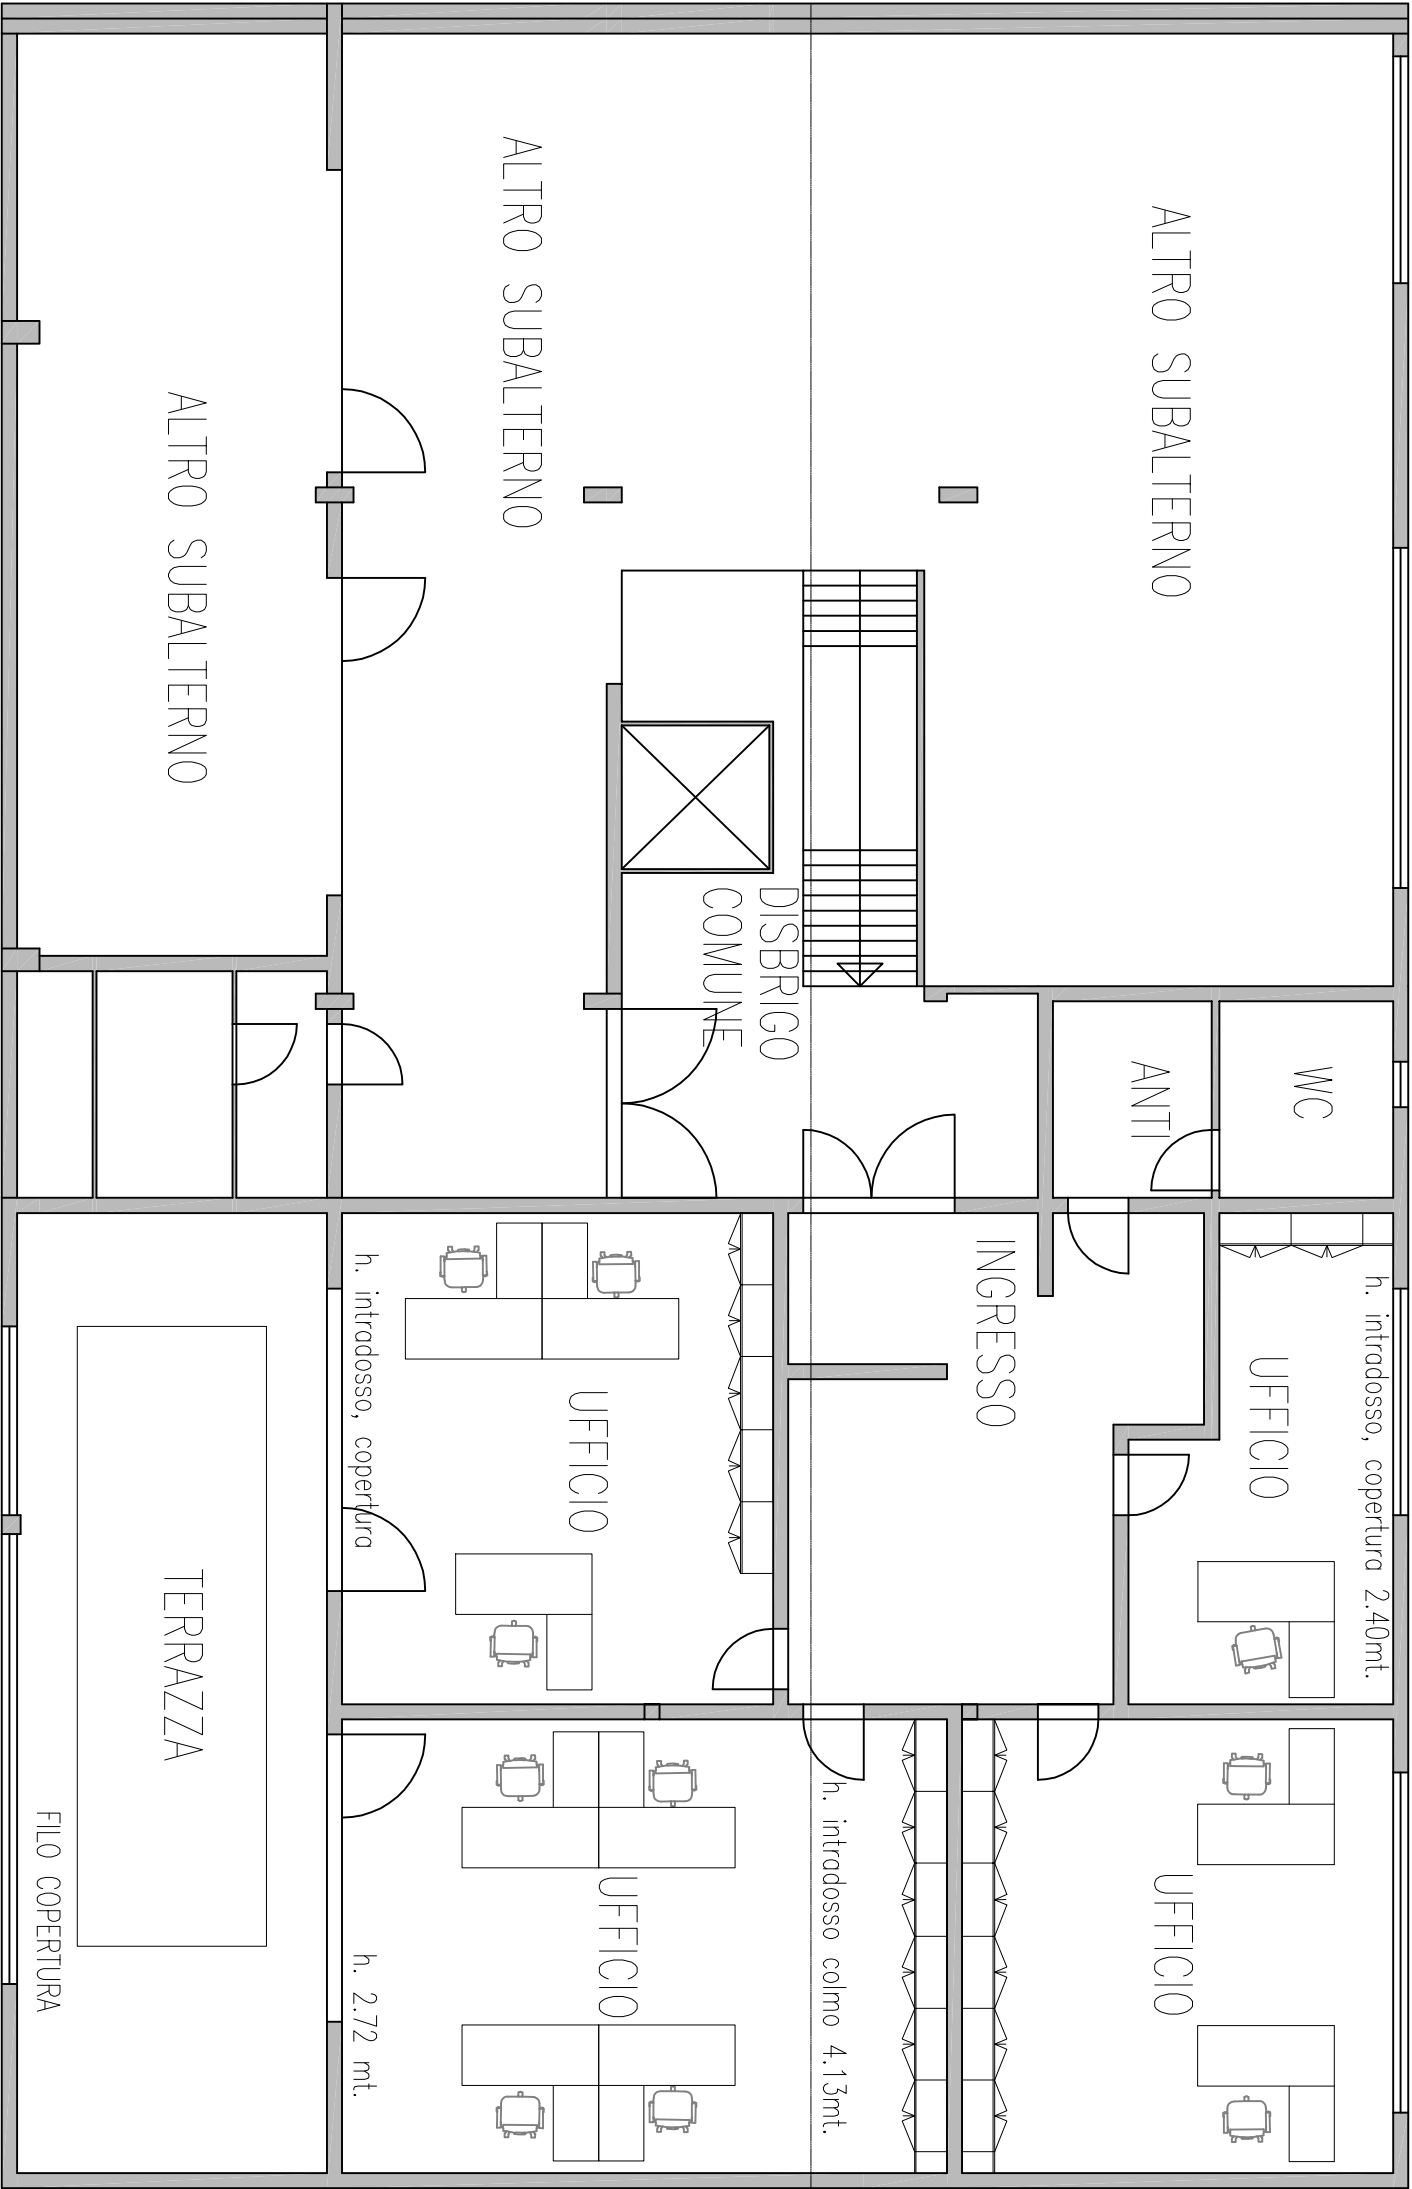 ALTRO SUBALTERNO
ALTRO SUBALTERNO
ALTRO SUBALTERNO
DISBRIGO
COMUNE
WC
ANTI
INGRESSO
h. intradosso, copertura 2.40mt.
UFFICIO
UFFICIO
h. intradosso, copertura
TERRAZZA
FILO COPERTURA
UFFICIO
h. intradosso colmo 4.13mt.
UFFICIO
h. 2.72 mt.